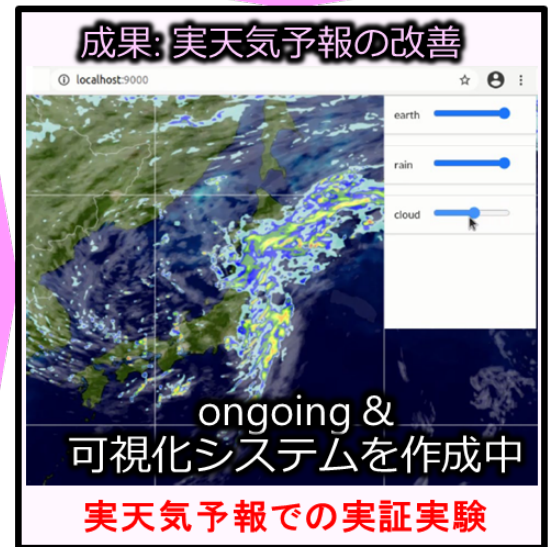 成果: 実天気予報の改善
localhost:9000
earth
rain
cloud
ongoing &
可視化システムを作成中
実天気予報での実証実験